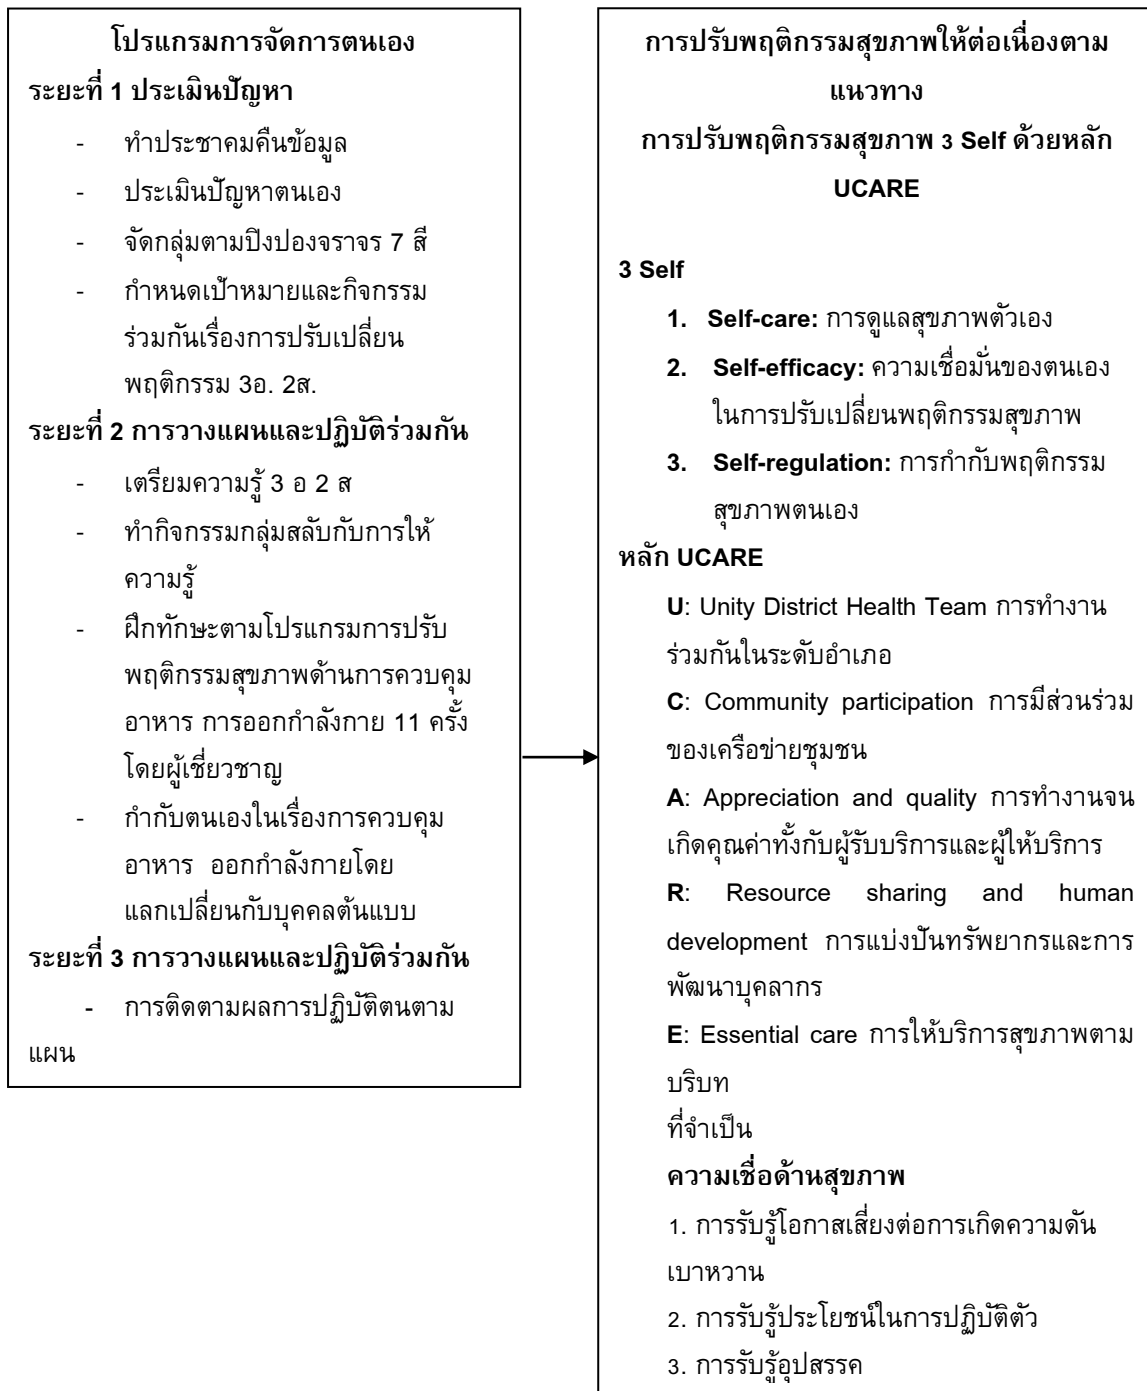 โปรแกรมการจัดการตนเอง
ระยะที่ 1 ประเมินปัญหา
- ทำประชาคมคืนข้อมูล
- ประเมินปัญหาตนเอง
- จัดกลุ่มตามปิงปองจราจร 7 สี
- กำหนดเป้าหมายและกิจกรรม
ร่วมกันเรื่องการปรับเปลี่ยน
พฤติกรรม 3อ. 2ส.
ระยะที่ 2 การวางแผนและปฏิบัติร่วมกัน
- เตรียมความรู้ 3 อ 2 ส
- ทำกิจกรรมกลุ่มสลับกับการให้
ความรู้
- ฝึกทักษะตามโปรแกรมการปรับ
พฤติกรรมสุขภาพด้านการควบคุม
อาหาร การออกกำลังกาย 11 ครั้ง
โดยผู้เชี่ยวชาญ
- กำกับตนเองในเรื่องการควบคุม
อาหาร ออกกำลังกายโดย
แลกเปลี่ยนกับบุคคลต้นแบบ
ระยะที่ 3 การวางแผนและปฏิบัติร่วมกัน
- การติดตามผลการปฏิบัติตนตาม
แผน
การปรับพฤติกรรมสุขภาพให้ต่อเนื่องตาม
แนวทาง
การปรับพฤติกรรมสุขภาพ 3 Self ด้วยหลัก
UCARE
3 Self
1. Self-care: การดูแลสุขภาพตัวเอง
2. Self-efficacy: ความเชื่อมั่นของตนเอง
ในการปรับเปลี่ยนพฤติกรรมสุขภาพ
3. Self-regulation: การกำกับพฤติกรรม
สุขภาพตนเอง
หลัก UCARE
U: Unity District Health Team การทำงาน
ร่วมกันในระดับอำเภอ
C: Community participation การมีส่วนร่วม
ของเครือข่ายชุมชน
A: Appreciation and quality การทำงานจน
เกิดคุณค่าทั้งกับผู้รับบริการและผู้ให้บริการ
R: Resource sharing and human
development การแบ่งปันทรัพยากรและการ
พัฒนาบุคลากร
E: Essential care การให้บริการสุขภาพตาม
บริบท
ที่จำเป็น
ความเชื่อด้านสุขภาพ
1. การรับรู้โอกาสเสี่ยงต่อการเกิดความดัน
เบาหวาน
2. การรับรู้ประโยชน์ในการปฏิบัติตัว
3. การรับรู้อุปสรรค